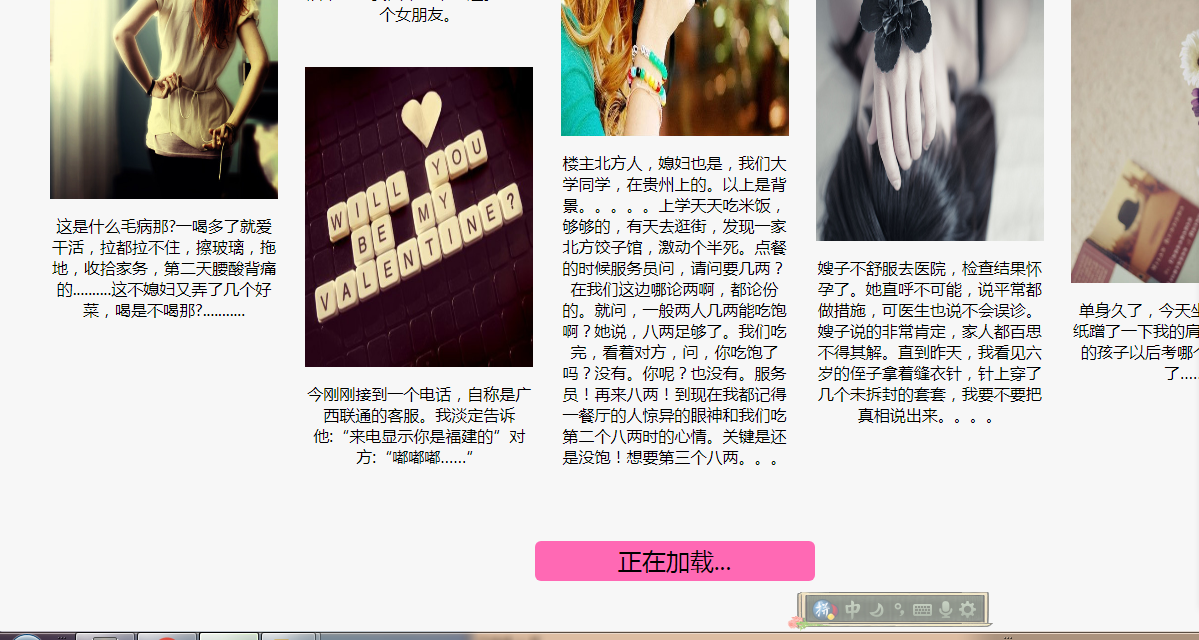 个女朋友。
WILL YOU
BE MY
VALENTINE?
这是什么毛病那?一喝多了就爱
干活，拉都拉不住，擦玻璃，拖
地，收拾家务，第二天腰酸背痛
的..........这不媳妇又弄了几个好
菜，喝是不喝那?...........
今刚刚接到一个电话，自称是广
西联通的客服。我淡定告诉
他:“来电显示你是福建的”对
方:“嘟嘟嘟……”
楼主北方人，媳妇也是，我们大
学同学，在贵州上的。以上是背
景。。。。。上学天天吃米饭，
够够的，有天去逛街，发现一家
北方饺子馆，激动个半死。点餐
的时候服务员问，请问要几两？
在我们这边哪论两啊，都论份
的。就问，一般两人几两能吃饱
啊？她说，八两足够了。我们吃
完，看着对方，问，你吃饱了
吗？没有。你呢？也没有。服务
员！再来八两！到现在我都记得
一餐厅的人惊异的眼神和我们吃
第二个八两时的心情。关键是还
是没饱！想要第三个八两。。。
嫂子不舒服去医院，检查结果怀
孕了。她直呼不可能，说平常都
做措施，可医生也说不会误诊。
嫂子说的非常肯定，家人都百思
不得其解。直到昨天，我看见六
岁的侄子拿着缝衣针，针上穿了
几个未拆封的套套，我要不要把
真相说出来。。。。
单身久了，今天坐
纸蹭了一下我的肩
的孩子以后考哪个
了.....
正在加载...
拼 中